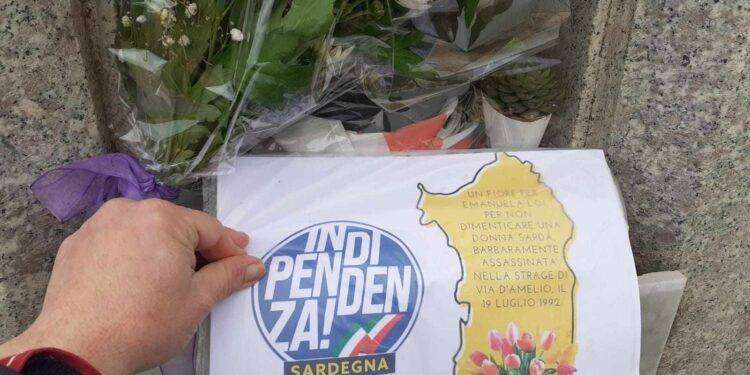 IN DI
PEN DEN
ZA!
SARDEGNA
UN FIORE PER
EMANUELA LOI
PER NON
DIMENTICARE UNA
DONNA SARDA
BARBARAMENTE
ASSASSINATA
NELLA STRAGE DI
VIA D'AMELIO, IL
19 LUGLIO 1992.